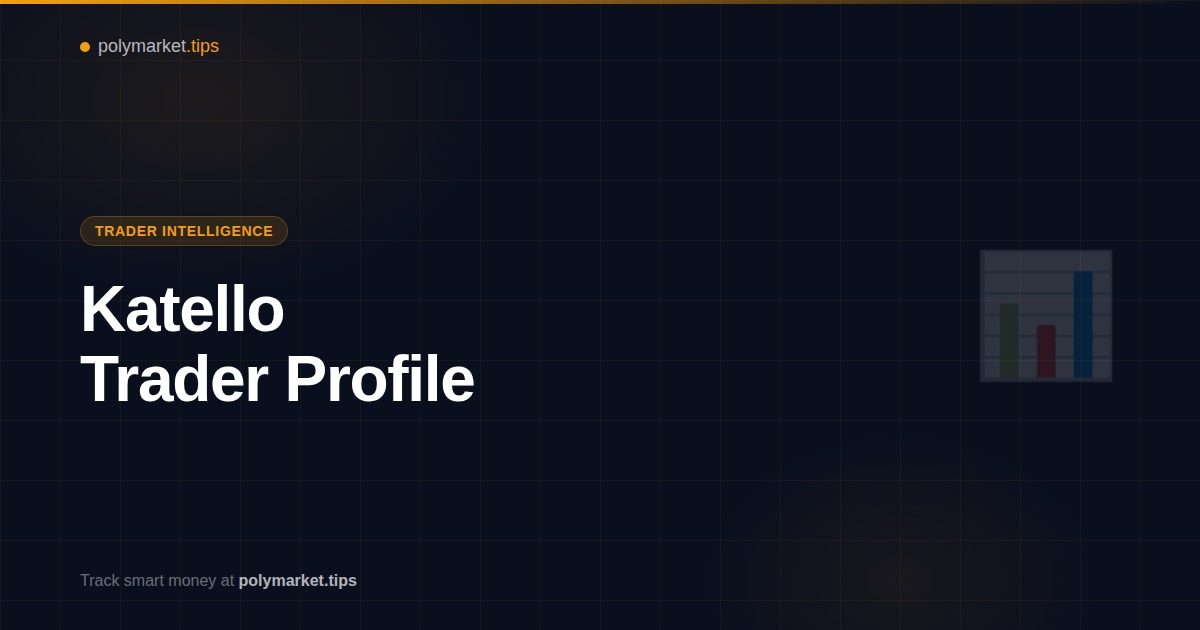 polymarket.tips
TRADER INTELLIGENCE
Katello
Trader Profile
Track smart money at polymarket.tips